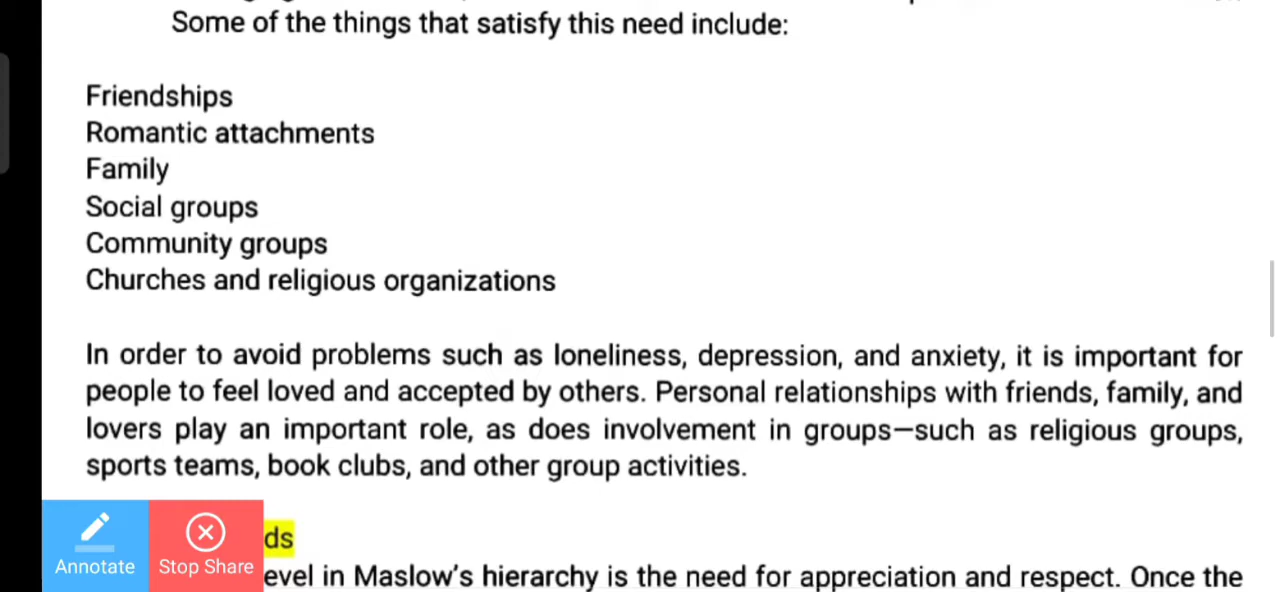 Some of the things that satisfy this need include:
Friendships
Romantic attachments
Family
Social groups
Community groups
Churches and religious organizations
In order to avoid problems such as loneliness, depression, and anxiety, it is important for
people to feel loved and accepted by others. Personal relationships with friends, family, and
lovers play an important role, as does involvement in groups—such as religious groups,
sports teams, book clubs, and other group activities.
ds
evel in Maslow's hierarchy is the need for appreciation and respect. Once the
Annotate
Stop Share